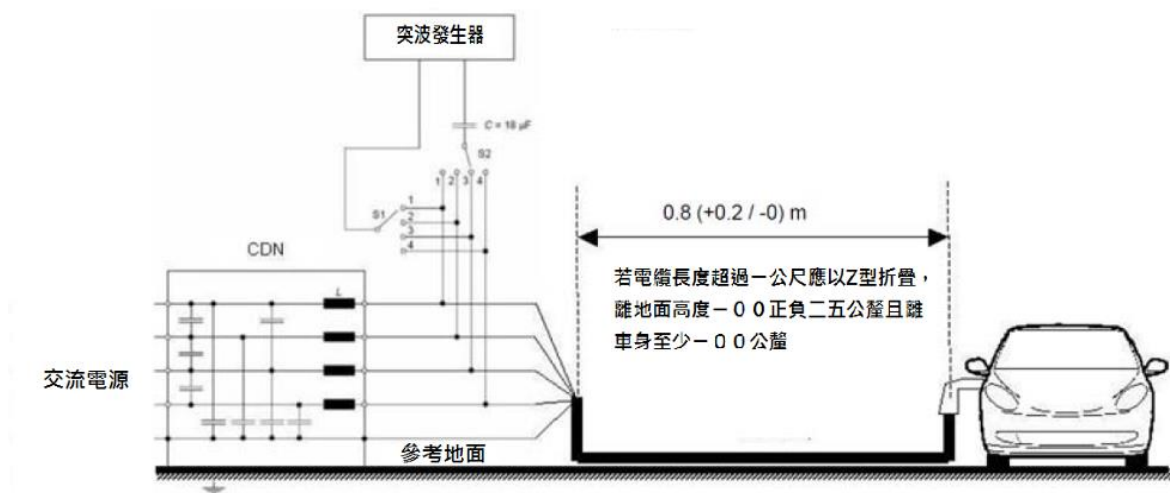 突波發生器
C = 18 µF
S2
1 2 3 4
S1
1
2
3
4
CDN
L
0.8 (+0.2 / -0) m
若電纜長度超過一公尺應以Z型折疊，
離地面高度一００正負二五公釐且離
車身至少一００公釐
交流電源
參考地面